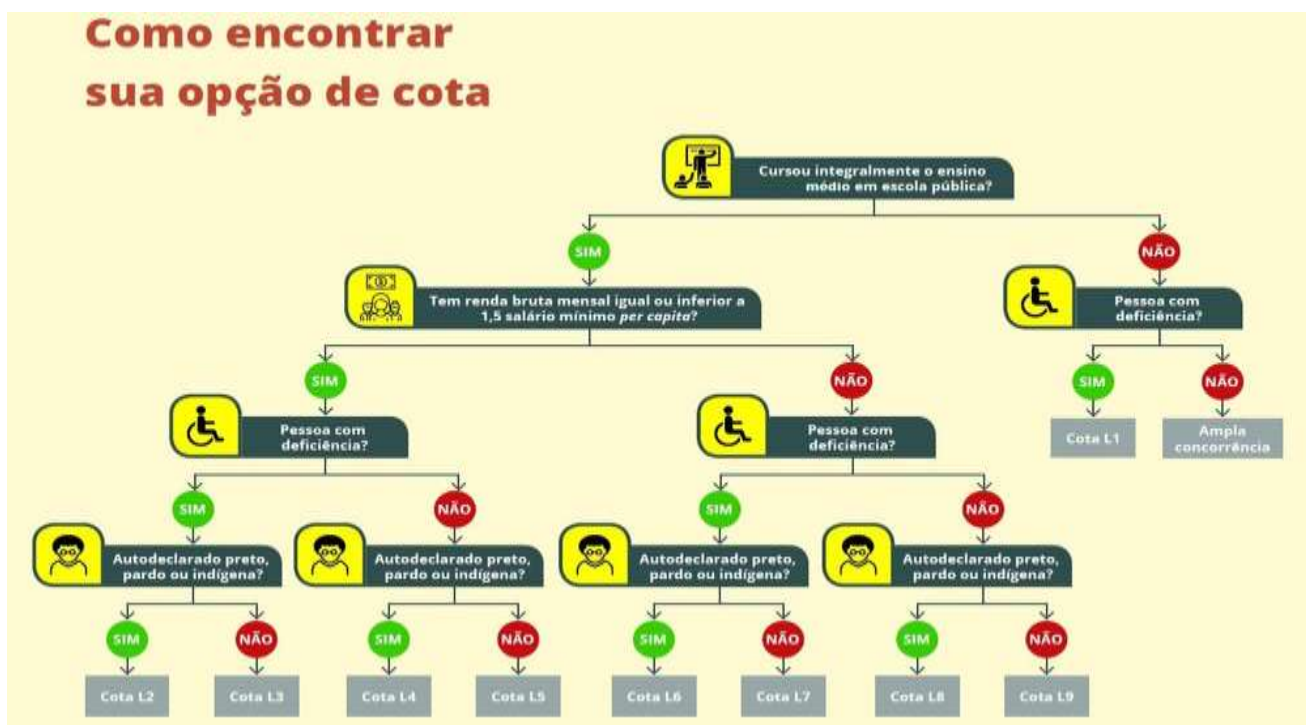 Como encontrar
sua opção de cota
Cursou integralmente o ensino
médio em escola pública?
SIM
NÃO
Tem renda bruta mensal igual ou inferior a
1,5 salário mínimo per capita?
Pessoa com
deficiência?
SIM
NÃO
SIM
NÃO
Pessoa com
deficiência?
Pessoa com
deficiência?
Cota L1
Ampla
concorrência
SIM
NÃO
SIM
NÃO
Autodeclarado preto,
pardo ou indígena?
Autodeclarado preto,
pardo ou indígena?
Autodeclarado preto,
pardo ou indígena?
Autodeclarado preto,
pardo ou indígena?
SIM
NÃO
SIM
NÃO
SIM
NÃO
SIM
NÃO
Cota L2
Cota L3
Cota L4
Cota L5
Cota L6
Cota L7
Cota L8
Cota L9